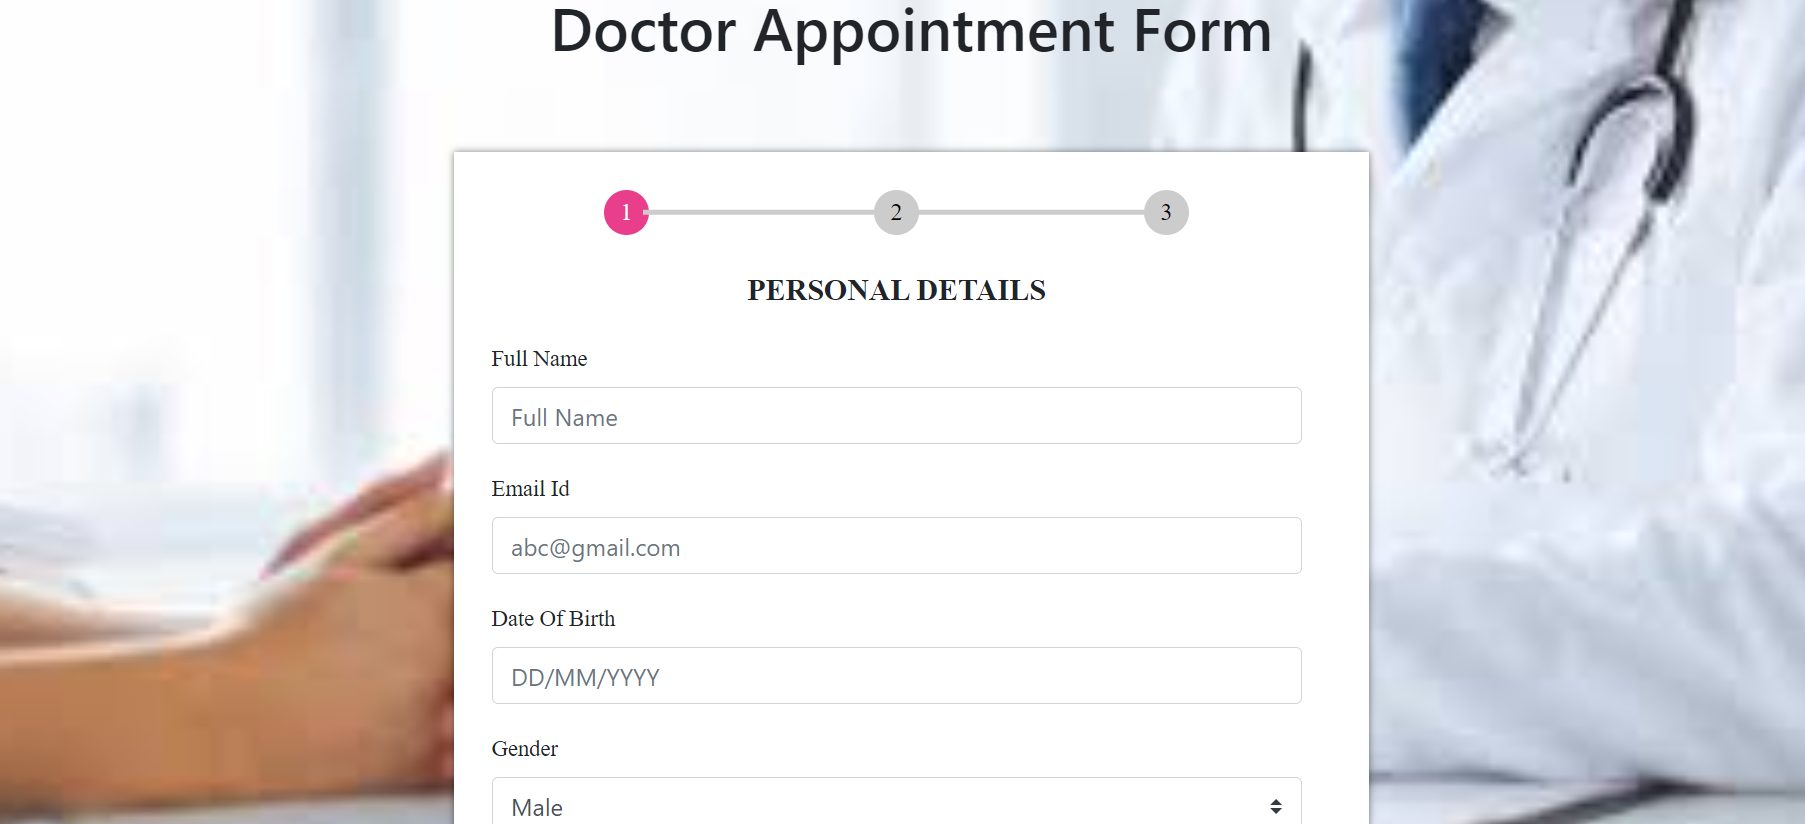 Doctor Appointment Form
1 2 3
PERSONAL DETAILS
Full Name
Full Name
Email Id
abc@gmail.com
Date Of Birth
DD/MM/YYYY
Gender
Male